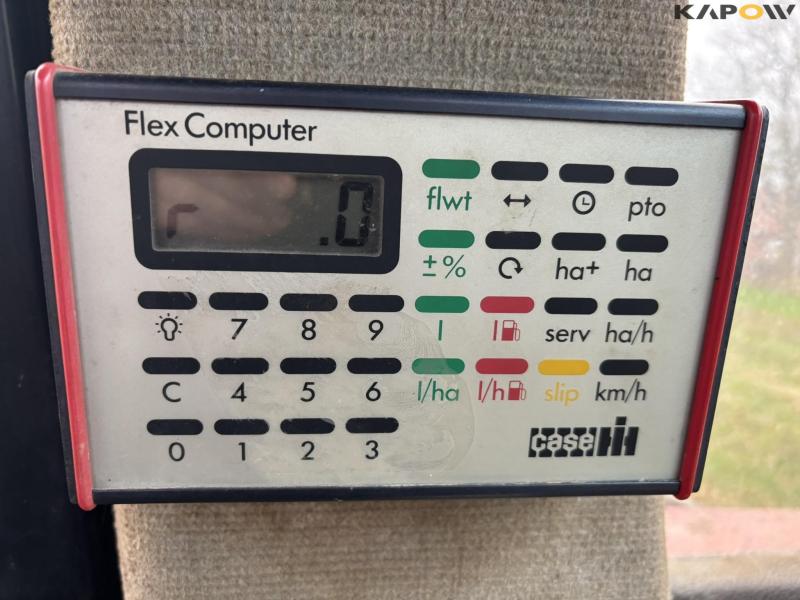 KAPOW
Flex Computer
r .0
flwt ↔ pto
±% ha+ ha
7 8 9 l l serv ha/h
C 4 5 6 l/ha l/h slip km/h
0 1 2 3
case IH